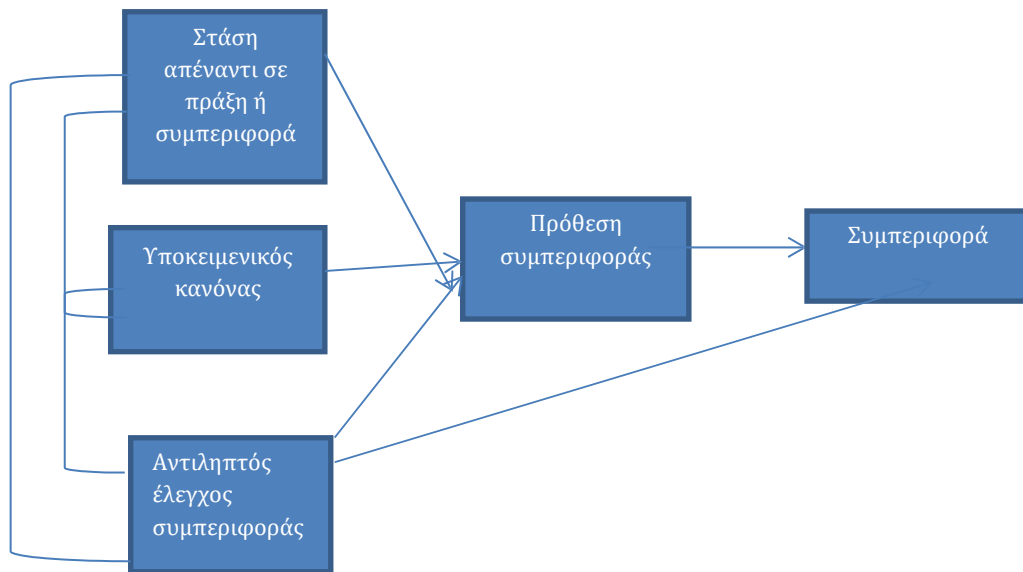 Στάση
απέναντι σε
πράξη ή
συμπεριφορά
Υποκειμενικός
κανόνας
Αντιληπτός
έλεγχος
συμπεριφοράς
Πρόθεση
συμπεριφοράς
Συμπεριφορά